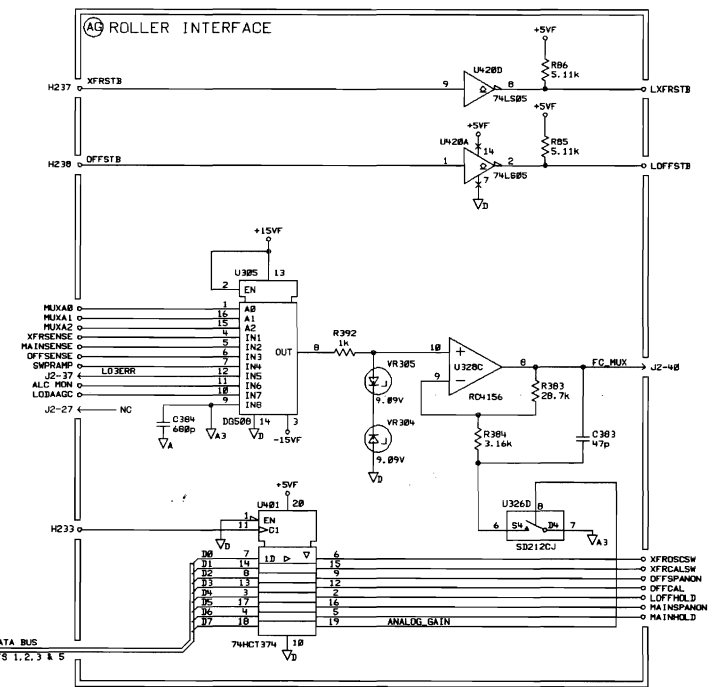 AG ROLLER INTERFACE
+5VF
R86
5.11k
U420D
H237 XFRSTB 9 8 LXFRSTB
74LS05
+5VF
+5VF
R85
5.11k
U420A
14
H238 OFFSTB 1 2 LOFFSTB
74LS05
7
D
+15VF
U305 13
2 EN
MUXA0 1 A0
MUXA1 16 A1
MUXA2 15 A2
XFRSENSE 4 IN1
MAINSENSE 5 IN2
OFFSENSE 6 IN3
SWPRAMP 7 IN4
J2-37 LO3ERR 12 IN5
ALC MON 11 IN6
LODAAGC 10 IN7
9 IN8
OUT 8
R392
1k
VR305
9.09V
VR304
9.09V
D
10
U328C
9
8
RC4156
FC_MUX J2-40
R383
28.7k
R384
3.16k
C383
47p
J2-27 NC
C384
680p
A
A3
DG508 14 3
D
-15VF
U326D 8
6 S4 D4 7
SD212CJ
A3
+5VF
U401 20
1 EN
H233 11 C1
D
D0 7 1D 6 XFROSCSW
D1 14 15 XFRCALSW
D2 8 9 OFFSPANON
D3 13 12 OFFCAL
D4 3 2 LOFFHOLD
D5 17 16 MAINSPANON
D6 4 5 MAINHOLD
D7 18 19 ANALOG_GAIN
74HCT374 10
D
ATA BUS
S 1,2,3 & 5